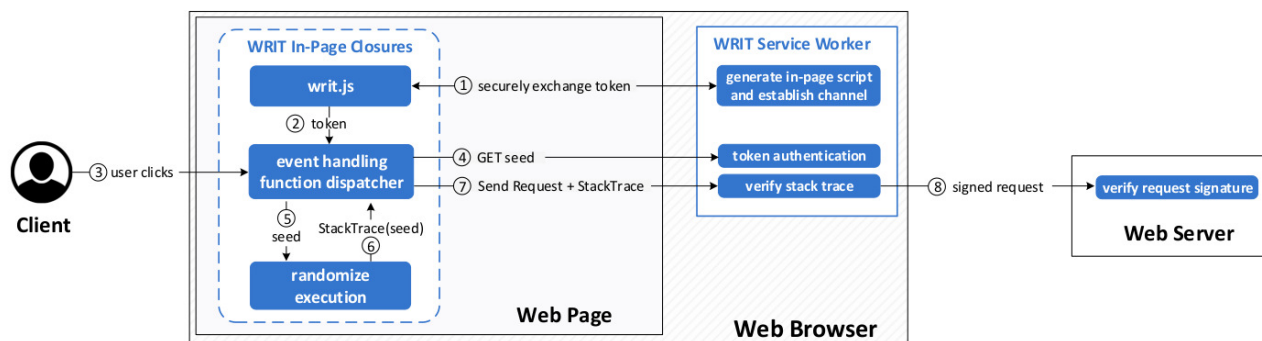 WRIT In-Page Closures
WRIT Service Worker
writ.js
① securely exchange token
generate in-page script
and establish channel
② token
③ user clicks
event handling
function dispatcher
④ GET seed
token authentication
⑦ Send Request + StackTrace
verify stack trace
⑧ signed request
verify request signature
Client
⑤
seed
StackTrace(seed)
⑥
Web Server
randomize
execution
Web Page
Web Browser